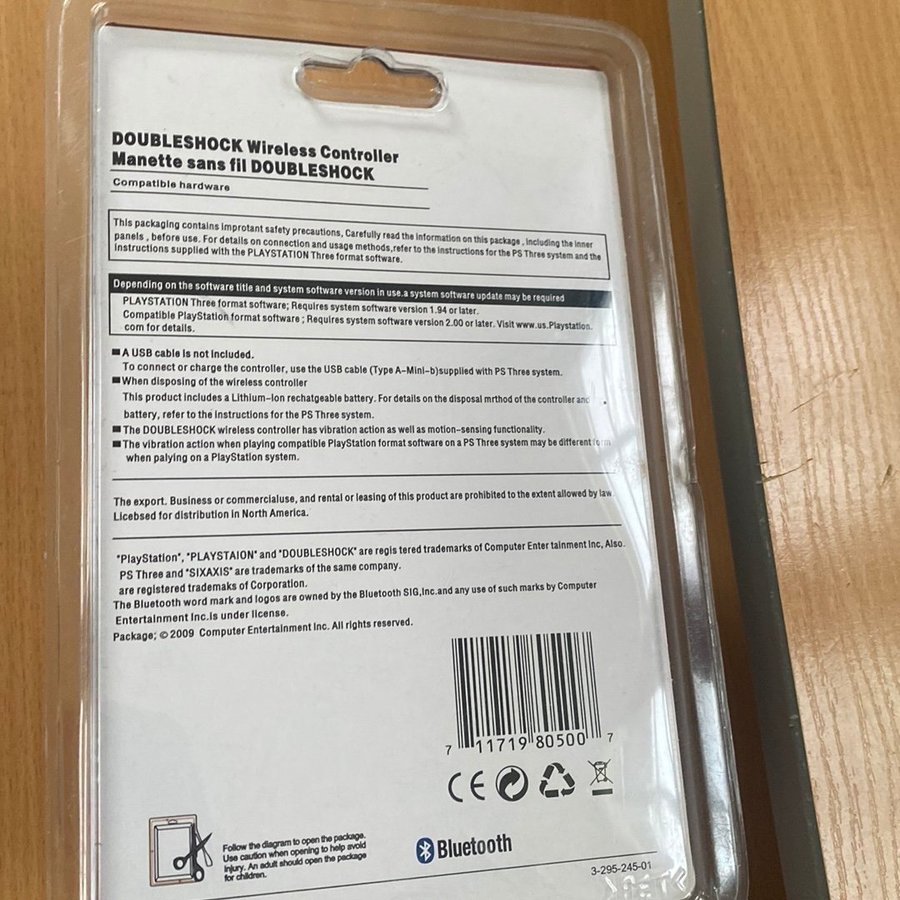 DOUBLESHOCK Wireless Controller
Manette sans fil DOUBLESHOCK
Compatible hardware
This packaging contains improtant safety precautions, Carefully read the information on this package , including the inner
panels , before use. For details on connection and usage methods,refer to the instructions for the PS Three system and the
instructions supplied with the PLAYSTATION Three format software.
Depending on the software title and system software version in use.a system software update may be required
PLAYSTATION Three format software; Requires system software version 1.94 or later.
Compatible PlayStation format software ; Requires system software version 2.00 or later. Visit www.us.Playstation.
com for details.
■A USB cable is not included.
To connect or charge the controller, use the USB cable (Type A-Mini-b)supplied with PS Three system.
■When disposing of the wireless controller
This product includes a Lithium-Ion rechatgeable battery. For details on the disposal mrthod of the controller and
battery, refer to the instructions for the PS Three system.
■The DOUBLESHOCK wireless controller has vibration action as well as motion-sensing functionality.
■The vibration action when playing compatible PlayStation format software on a PS Three system may be different form
when palying on a PlayStation system.
The export. Business or commercialuse, and rental or leasing of this product are prohibited to the extent allowed by law.
Licebsed for distribution in North America.
"PlayStation", "PLAYSTAION" and "DOUBLESHOCK" are regis tered trademarks of Computer Enter tainment Inc, Also.
PS Three and "SIXAXIS" are trademarks of the same company.
are registered trademaks of Corporation.
The Bluetooth word mark and logos are owned by the Bluetooth SIG,Inc.and any use of such marks by Computer
Entertainment Inc.is under license.
Package; © 2009 Computer Entertainment Inc. All rights reserved.
7 11719 80500 7
CE
Follow the diagram to open the package.
Use caution when opening to help avoid
injury. An adult should open the package
for children.
Bluetooth
3-295-245-01